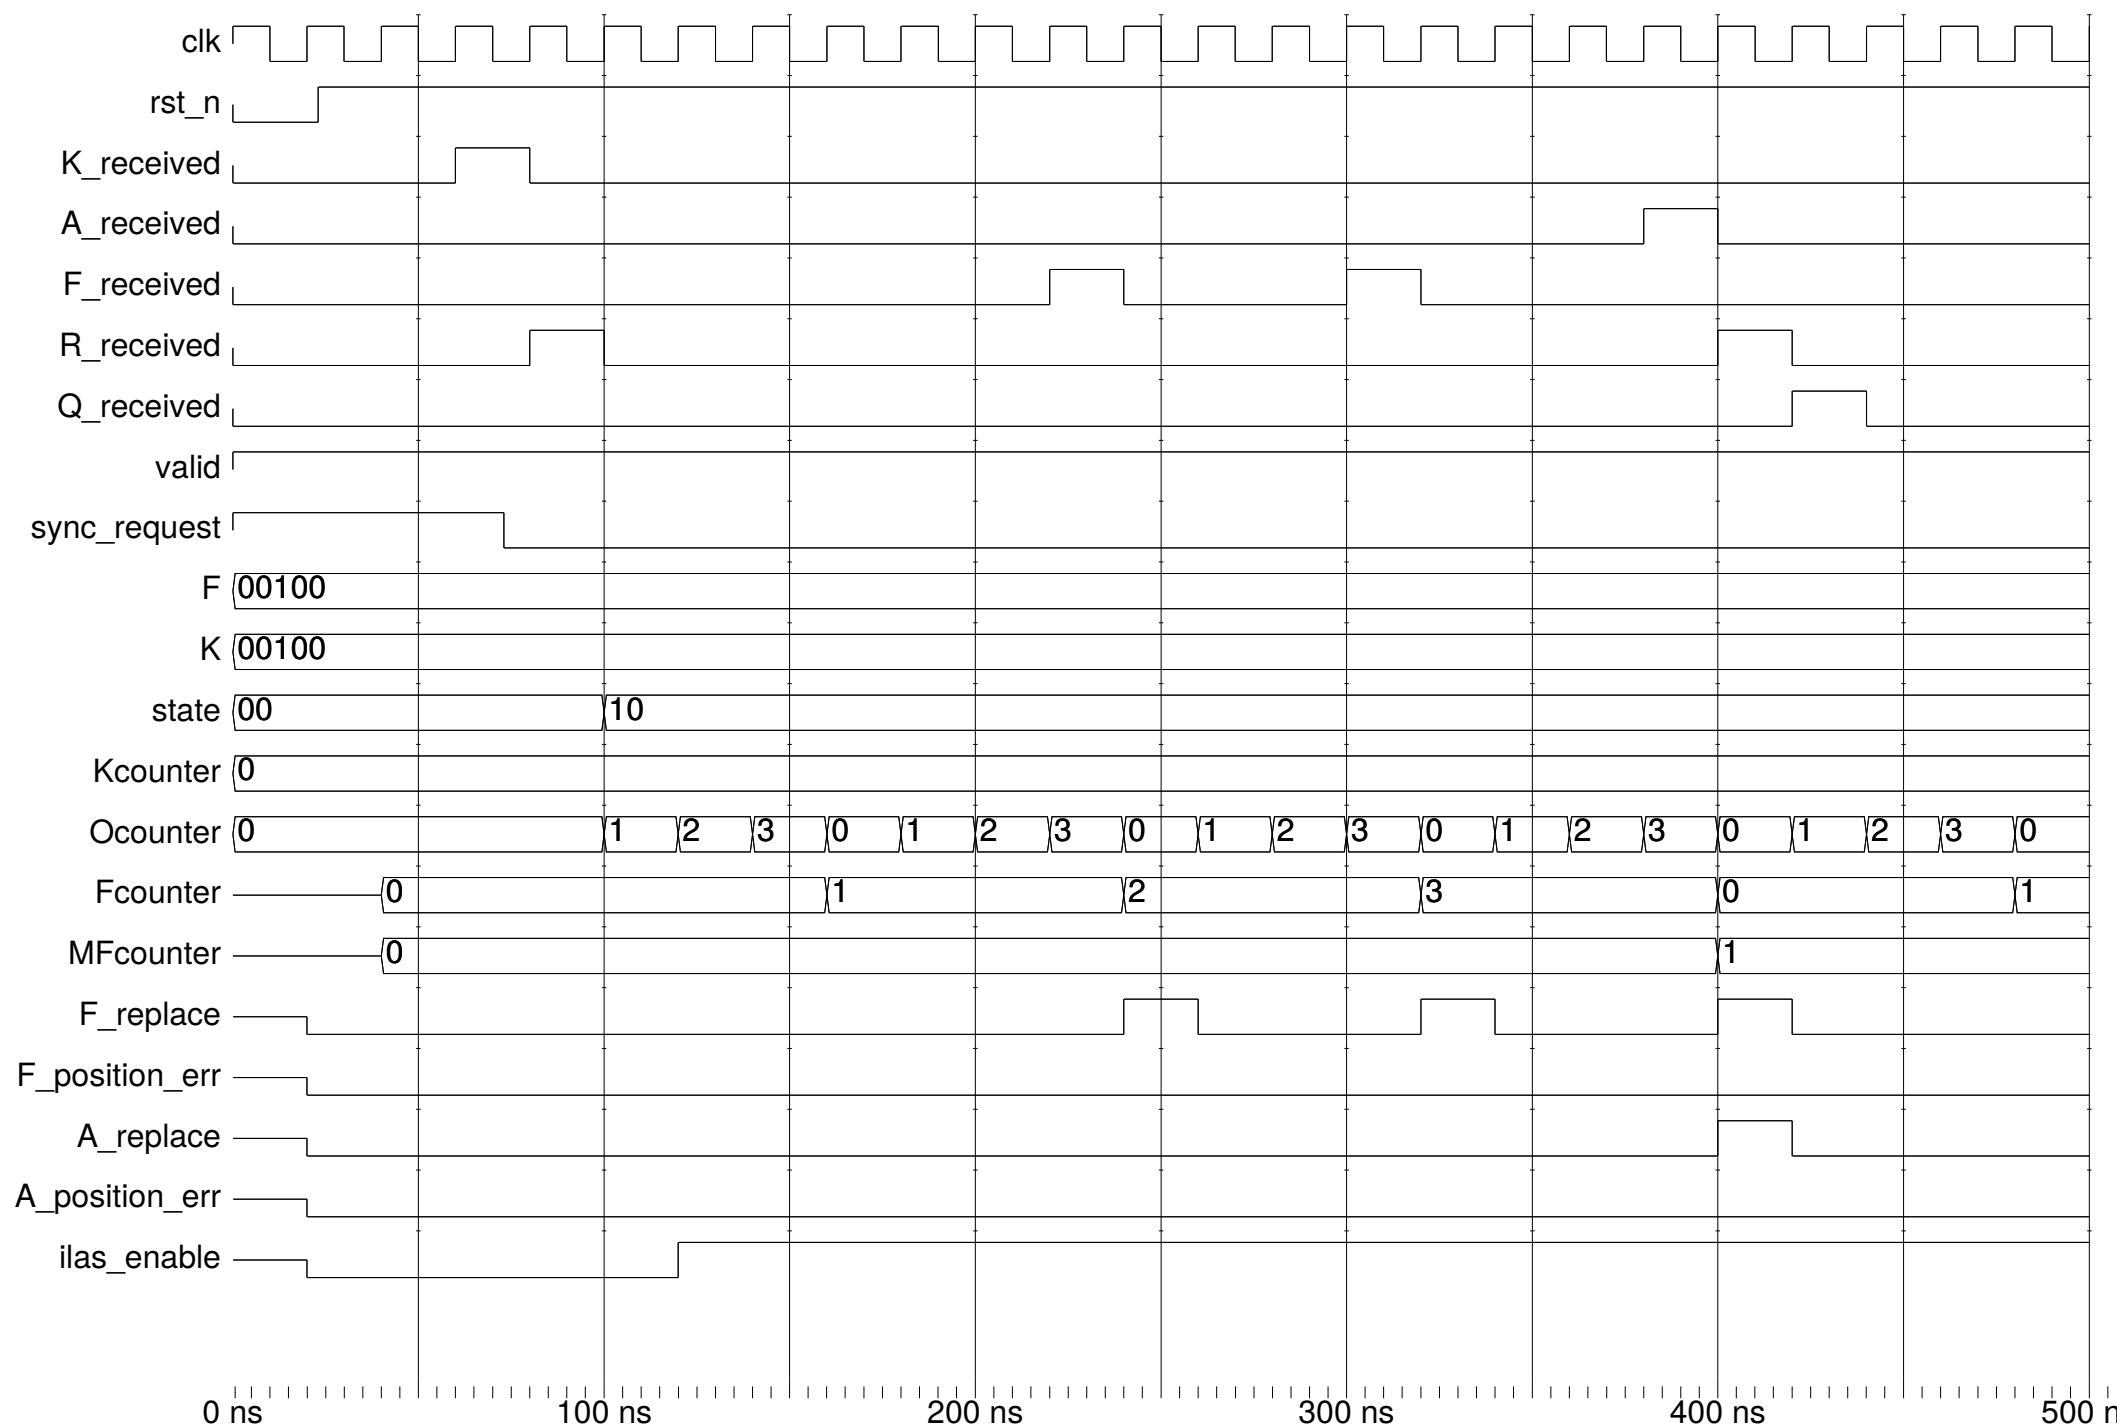 clk
rst_n
K_received
A_received
F_received
R_received
Q_received
valid
sync_request
F 00100
K 00100
state 00 10
Kcounter 0
Ocounter 0 1 2 3 0 1 2 3 0 1 2 3 0 1 2 3 0 1 2 3 0
Fcounter 0 1 2 3 0 1
MFcounter 0 1
F_replace
F_position_err
A_replace
A_position_err
ilas_enable
0 ns 100 ns 200 ns 300 ns 400 ns 500 n